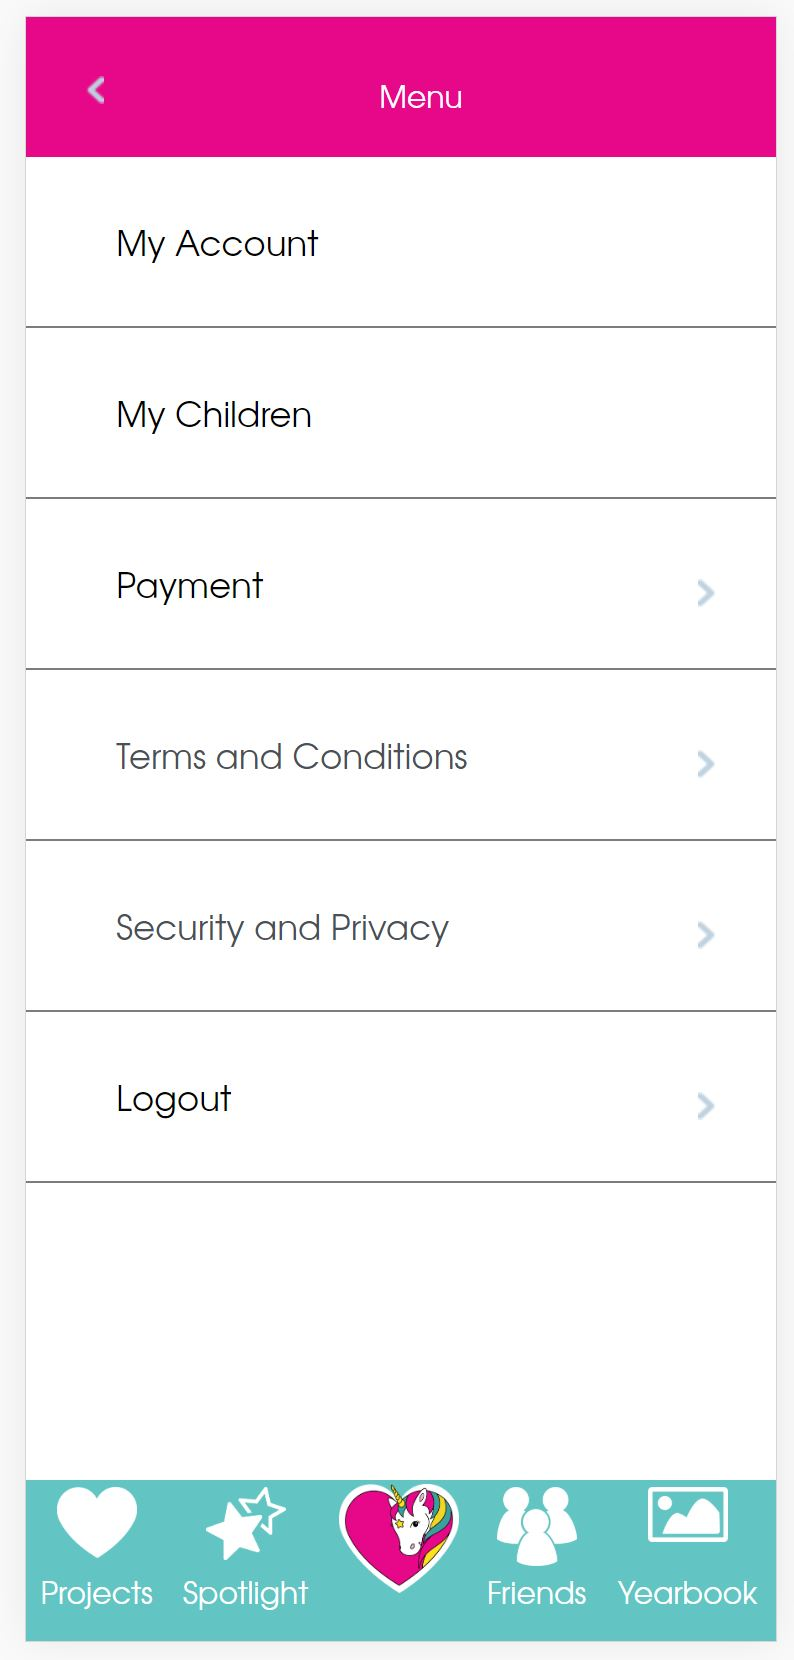 Menu
My Account
My Children
Payment
Terms and Conditions
Security and Privacy
Logout
Projects
Spotlight
Friends
Yearbook